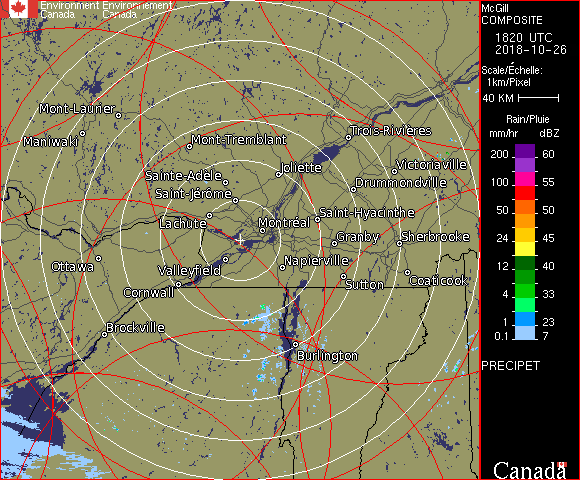 Environment Environnement
Canada Canada
McGill
COMPOSITE
1820 UTC
2018-10-26
Scale/Échelle:
1km/Pixel
40 KM
Rain/Pluie
mm/hr dBZ
200 60
100 55
50 50
24 45
12 40
4 33
1 23
0.1 7
PRECIPET
Mont-Laurier
Maniwaki
Mont-Tremblant
Trois-Rivières
Joliette
Victoriaville
Sainte-Adèle
Drummondville
Saint-Jérôme
Lachute
Saint-Hyacinthe
Montréal
Granby
Sherbrooke
Ottawa
Valleyfield
Napierville
Cornwall
Sutton
Coaticook
Brockville
Burlington
Canada